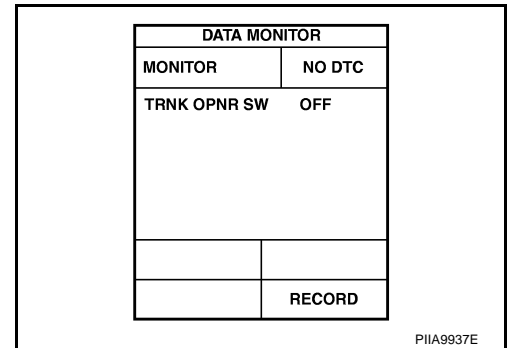 DATA MONITOR
MONITOR NO DTC
TRNK OPNR SW OFF
RECORD
PIIA9937E